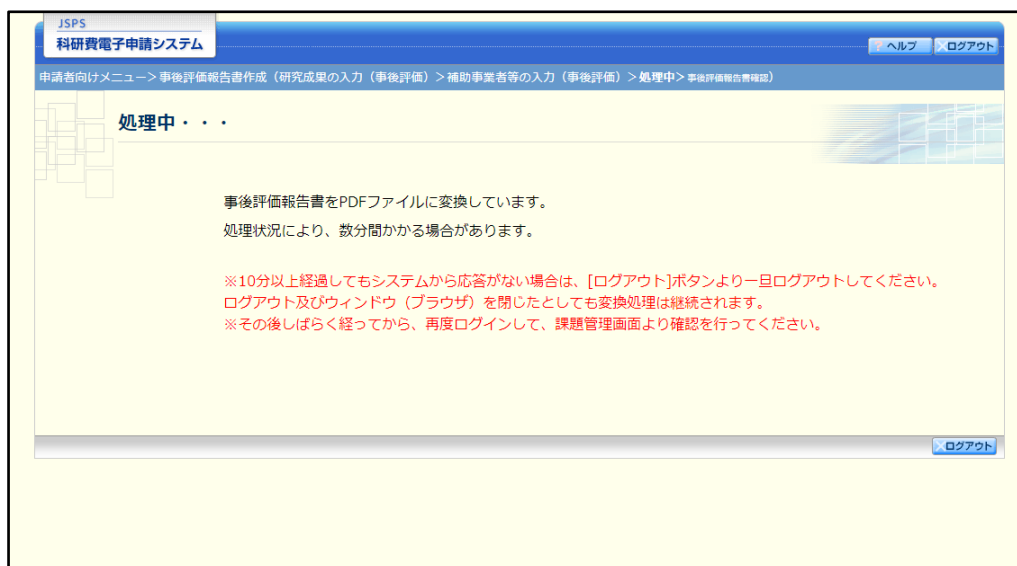 JSPS
科研費電子申請システム
? ヘルプ
ログアウト
申請者向けメニュー＞事後評価報告書作成（研究成果の入力（事後評価）＞補助事業者等の入力（事後評価）＞処理中＞事後評価報告書確認）
処理中・・・
事後評価報告書をPDFファイルに変換しています。
処理状況により、数分間かかる場合があります。
※10分以上経過してもシステムから応答がない場合は、[ログアウト]ボタンより一旦ログアウトしてください。
ログアウト及びウィンドウ（ブラウザ）を閉じたとしても変換処理は継続されます。
※その後しばらく経ってから、再度ログインして、課題管理画面より確認を行ってください。
ログアウト